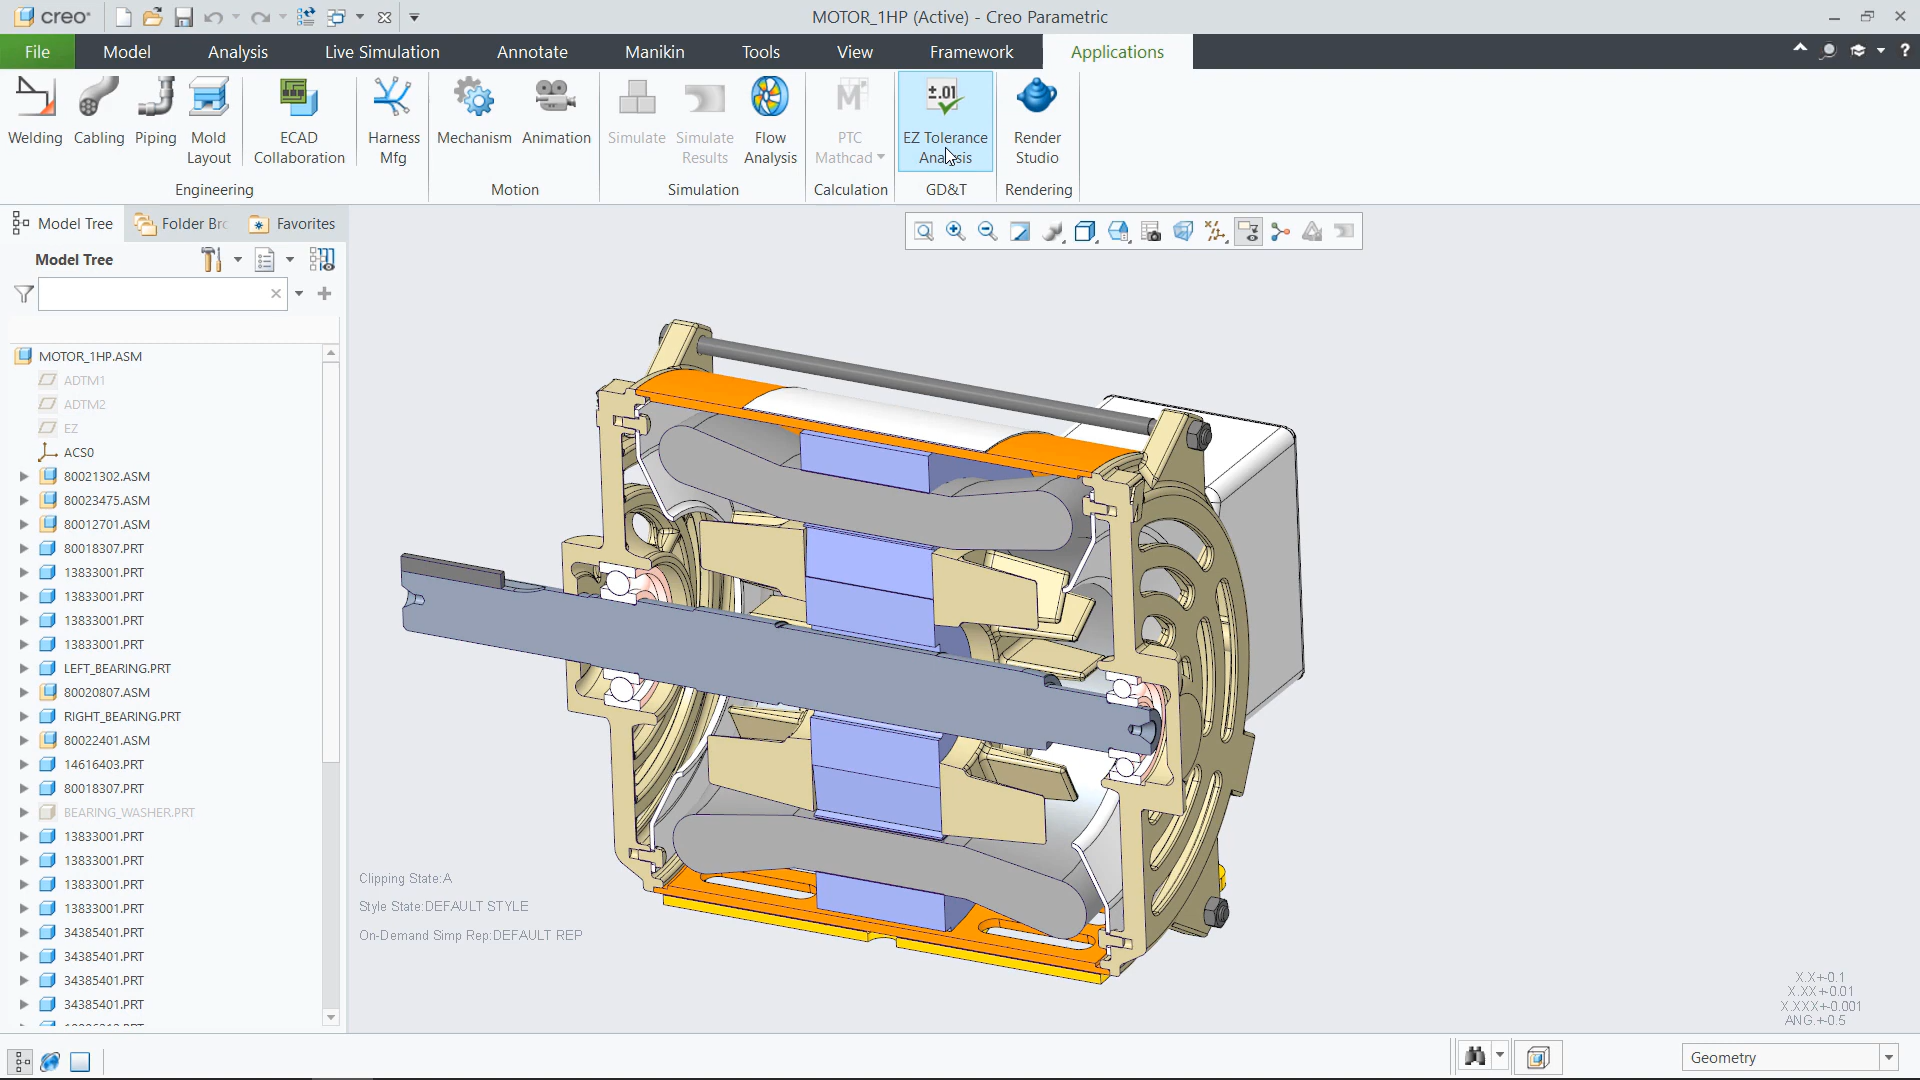 creo®
MOTOR_1HP (Active) - Creo Parametric
File Model Analysis Live Simulation Annotate Manikin Tools View Framework Applications
Welding
Cabling
Piping
Mold
Layout
ECAD
Collaboration
Harness
Mfg
Mechanism
Animation
Simulate
Simulate
Results
Flow
Analysis
PTC
Mathcad
±.01
EZ Tolerance
Analysis
Render
Studio
Engineering Motion Simulation Calculation GD&T Rendering
Model Tree Folder Bro Favorites
Model Tree
MOTOR_1HP.ASM
ADTM1
ADTM2
EZ
ACS0
80021302.ASM
80023475.ASM
80012701.ASM
80018307.PRT
13833001.PRT
13833001.PRT
13833001.PRT
13833001.PRT
LEFT_BEARING.PRT
80020807.ASM
RIGHT_BEARING.PRT
80022401.ASM
14616403.PRT
80018307.PRT
BEARING_WASHER.PRT
13833001.PRT
13833001.PRT
13833001.PRT
13833001.PRT
34385401.PRT
34385401.PRT
34385401.PRT
34385401.PRT
Clipping State:A
Style State:DEFAULT STYLE
On-Demand Simp Rep:DEFAULT REP
X.X+-0.1
X.XX+-0.01
X.XXX+-0.001
ANG.+-0.5
Geometry